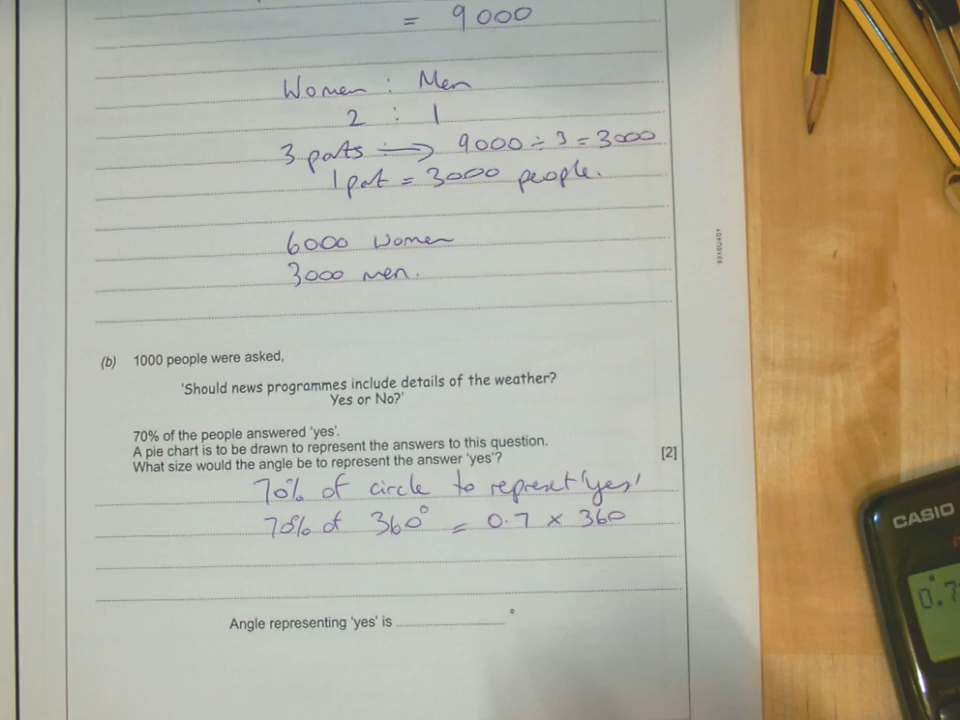 = 9000
Women : Men
2 : 1
3 parts → 9000 ÷ 3 = 3000
1 part = 3000 people.
6000 women
3000 men.
(b) 1000 people were asked,
'Should news programmes include details of the weather?
Yes or No?'
70% of the people answered 'yes'.
A pie chart is to be drawn to represent the answers to this question.
What size would the angle be to represent the answer 'yes'? [2]
70% of circle to represent 'yes'
70% of 360° = 0.7 × 360
Angle representing 'yes' is ............ °
CASIO
0.7